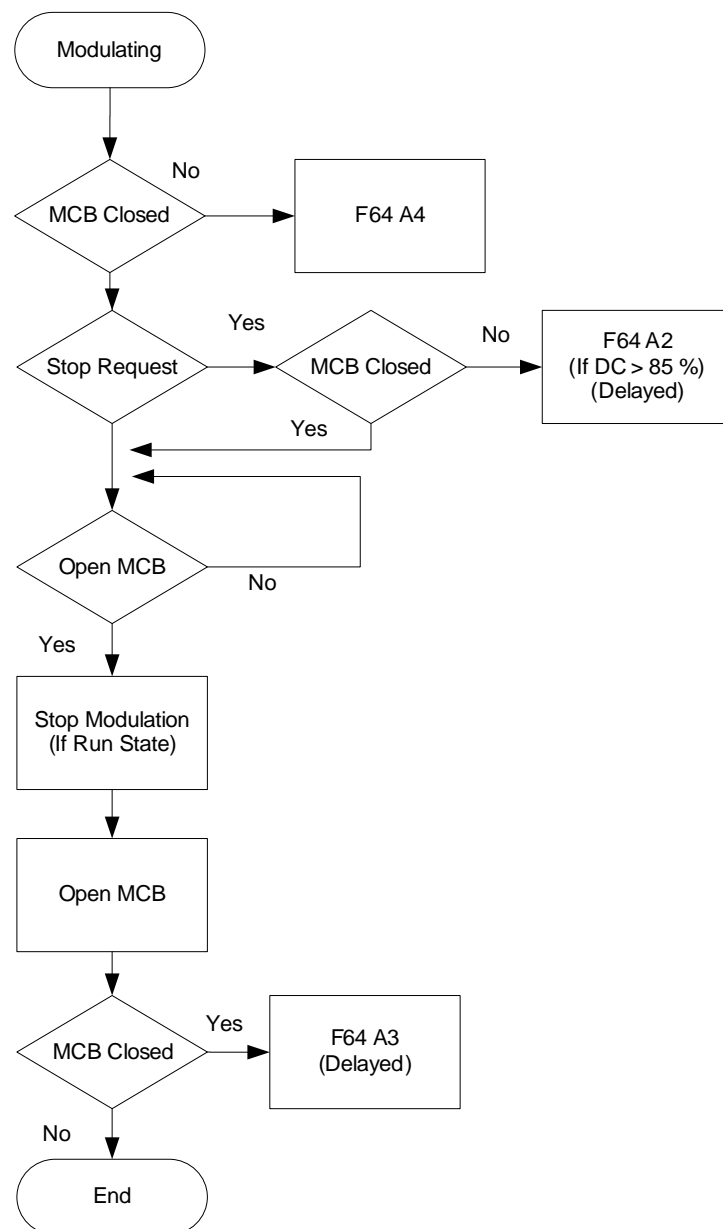 Modulating
No
MCB Closed
F64 A4
Yes
No
Stop Request
MCB Closed
F64 A2
(If DC > 85 %)
(Delayed)
Yes
Open MCB
No
Yes
Stop Modulation
(If Run State)
Open MCB
Yes
MCB Closed
F64 A3
(Delayed)
No
End